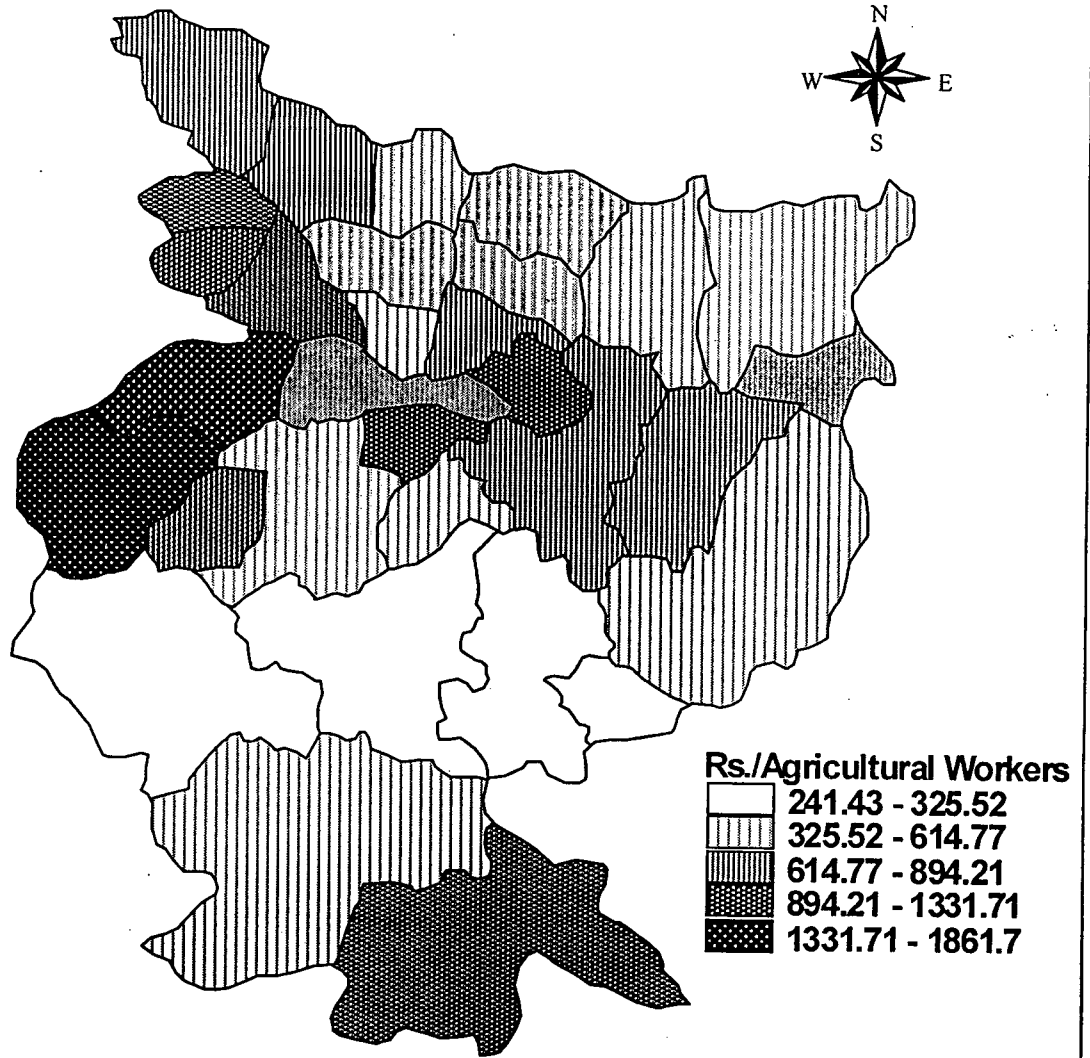 N
W E
S
Rs./Agricultural Workers
241.43 - 325.52
325.52 - 614.77
614.77 - 894.21
894.21 - 1331.71
1331.71 - 1861.7